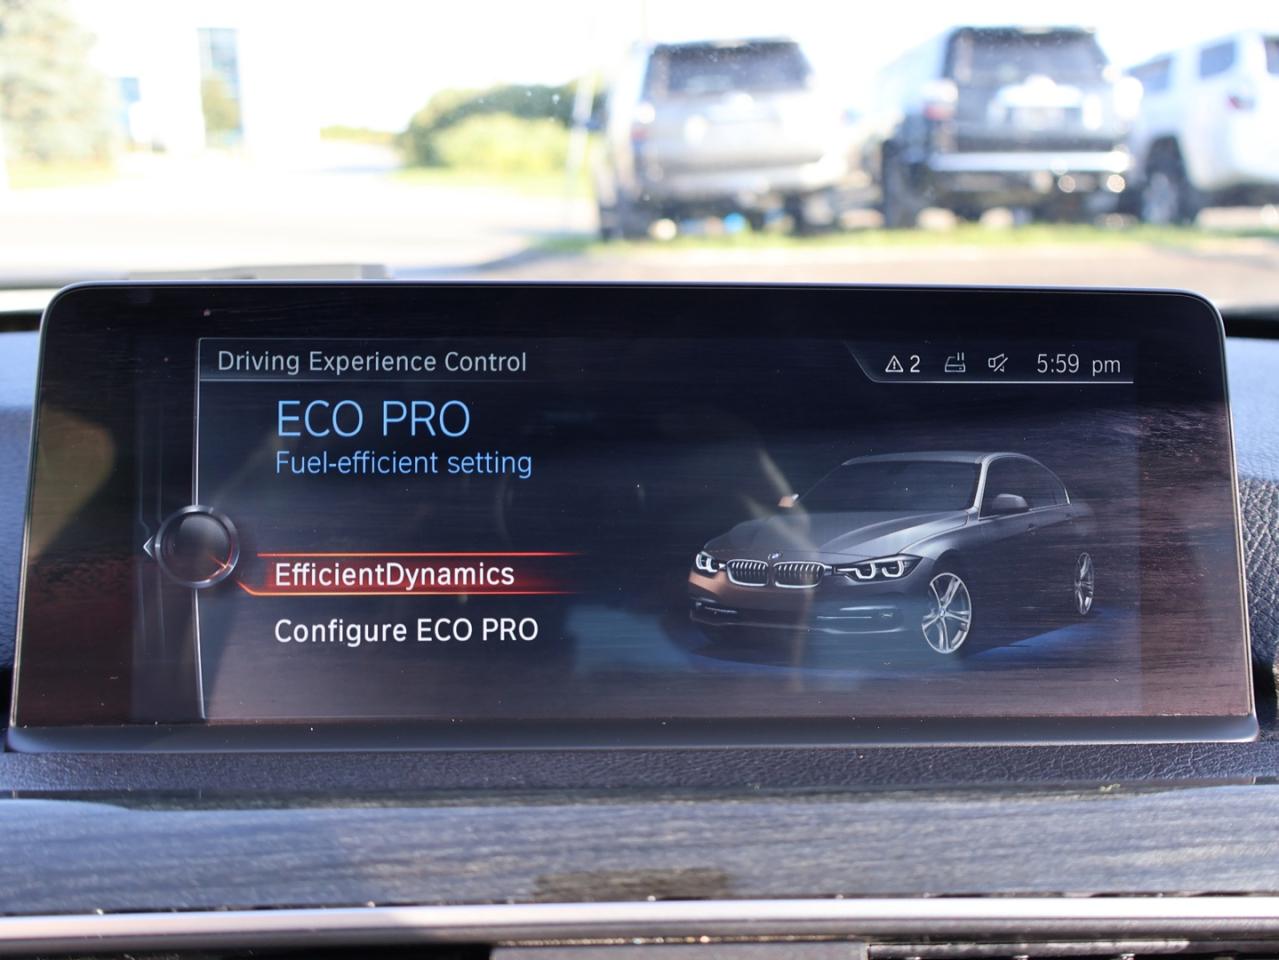 Driving Experience Control
2
5:59 pm
ECO PRO
Fuel-efficient setting
EfficientDynamics
Configure ECO PRO